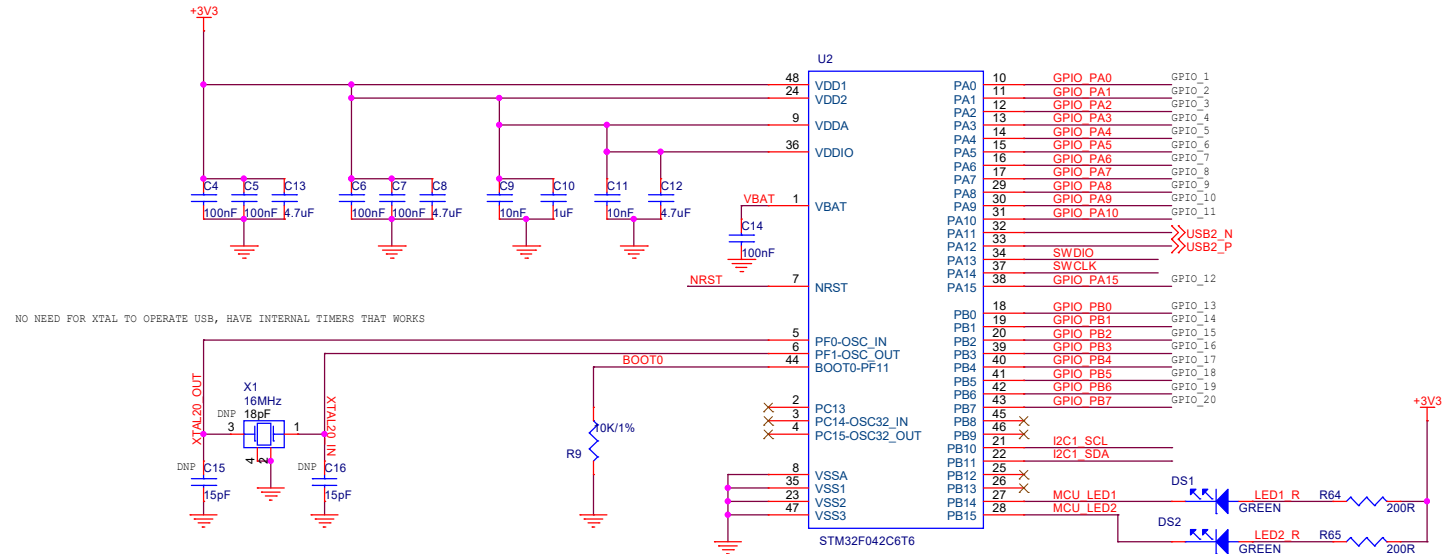 +3V3
U2
48 VDD1
24 VDD2
9 VDDA
36 VDDIO
1 VBAT
7 NRST
5 PF0-OSC_IN
6 PF1-OSC_OUT
44 BOOT0-PF11
2 PC13
3 PC14-OSC32_IN
4 PC15-OSC32_OUT
8 VSSA
35 VSS1
23 VSS2
47 VSS3
STM32F042C6T6
PA0 10 GPIO_PA0 GPIO_1
PA1 11 GPIO_PA1 GPIO_2
PA2 12 GPIO_PA2 GPIO_3
PA3 13 GPIO_PA3 GPIO_4
PA4 14 GPIO_PA4 GPIO_5
PA5 15 GPIO_PA5 GPIO_6
PA6 16 GPIO_PA6 GPIO_7
PA7 17 GPIO_PA7 GPIO_8
PA8 29 GPIO_PA8 GPIO_9
PA9 30 GPIO_PA9 GPIO_10
PA10 31 GPIO_PA10 GPIO_11
PA11 32 USB2_N
PA12 33 USB2_P
PA13 34 SWDIO
PA14 37 SWCLK
PA15 38 GPIO_PA15 GPIO_12
PB0 18 GPIO_PB0 GPIO_13
PB1 19 GPIO_PB1 GPIO_14
PB2 20 GPIO_PB2 GPIO_15
PB3 39 GPIO_PB3 GPIO_16
PB4 40 GPIO_PB4 GPIO_17
PB5 41 GPIO_PB5 GPIO_18
PB6 42 GPIO_PB6 GPIO_19
PB7 43 GPIO_PB7 GPIO_20
PB8 45
PB9 46
PB10 21 I2C1_SCL
PB11 22 I2C1_SDA
PB12 25
PB13 26
PB14 27 MCU_LED1
PB15 28 MCU_LED2
C4 C5 C13 C6 C7 C8 C9 C10 C11 C12
100nF 100nF 4.7uF 100nF 100nF 4.7uF 10nF 1uF 10nF 4.7uF
VBAT
C14
100nF
NRST
NO NEED FOR XTAL TO OPERATE USB, HAVE INTERNAL TIMERS THAT WORKS
BOOT0
10K/1%
R9
XTAL20_OUT
X1
16MHz
DNP 18pF
3 1
4 2
XTAL20_IN
DNP C15
15pF
C16
15pF
DNP
+3V3
DS1
LED1_R R64
GREEN 200R
DS2
LED2_R R65
GREEN 200R